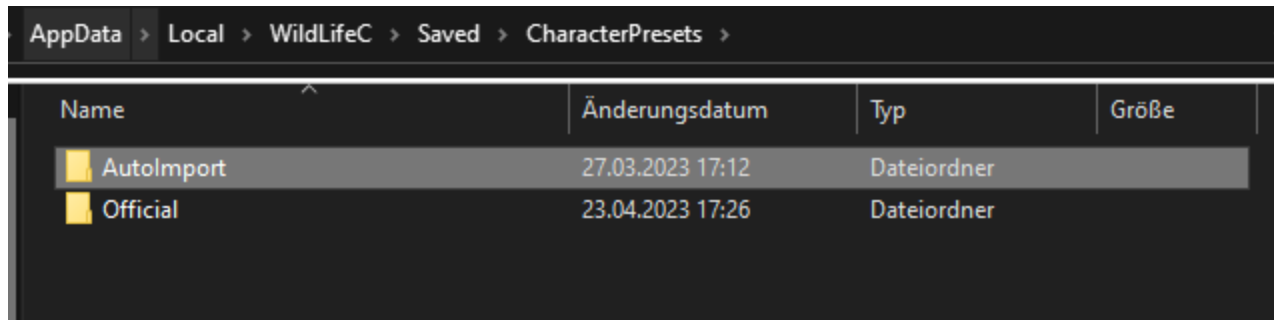 AppData > Local > WildLifeC > Saved > CharacterPresets >
Name Änderungsdatum Typ Größe
AutoImport 27.03.2023 17:12 Dateiordner
Official 23.04.2023 17:26 Dateiordner